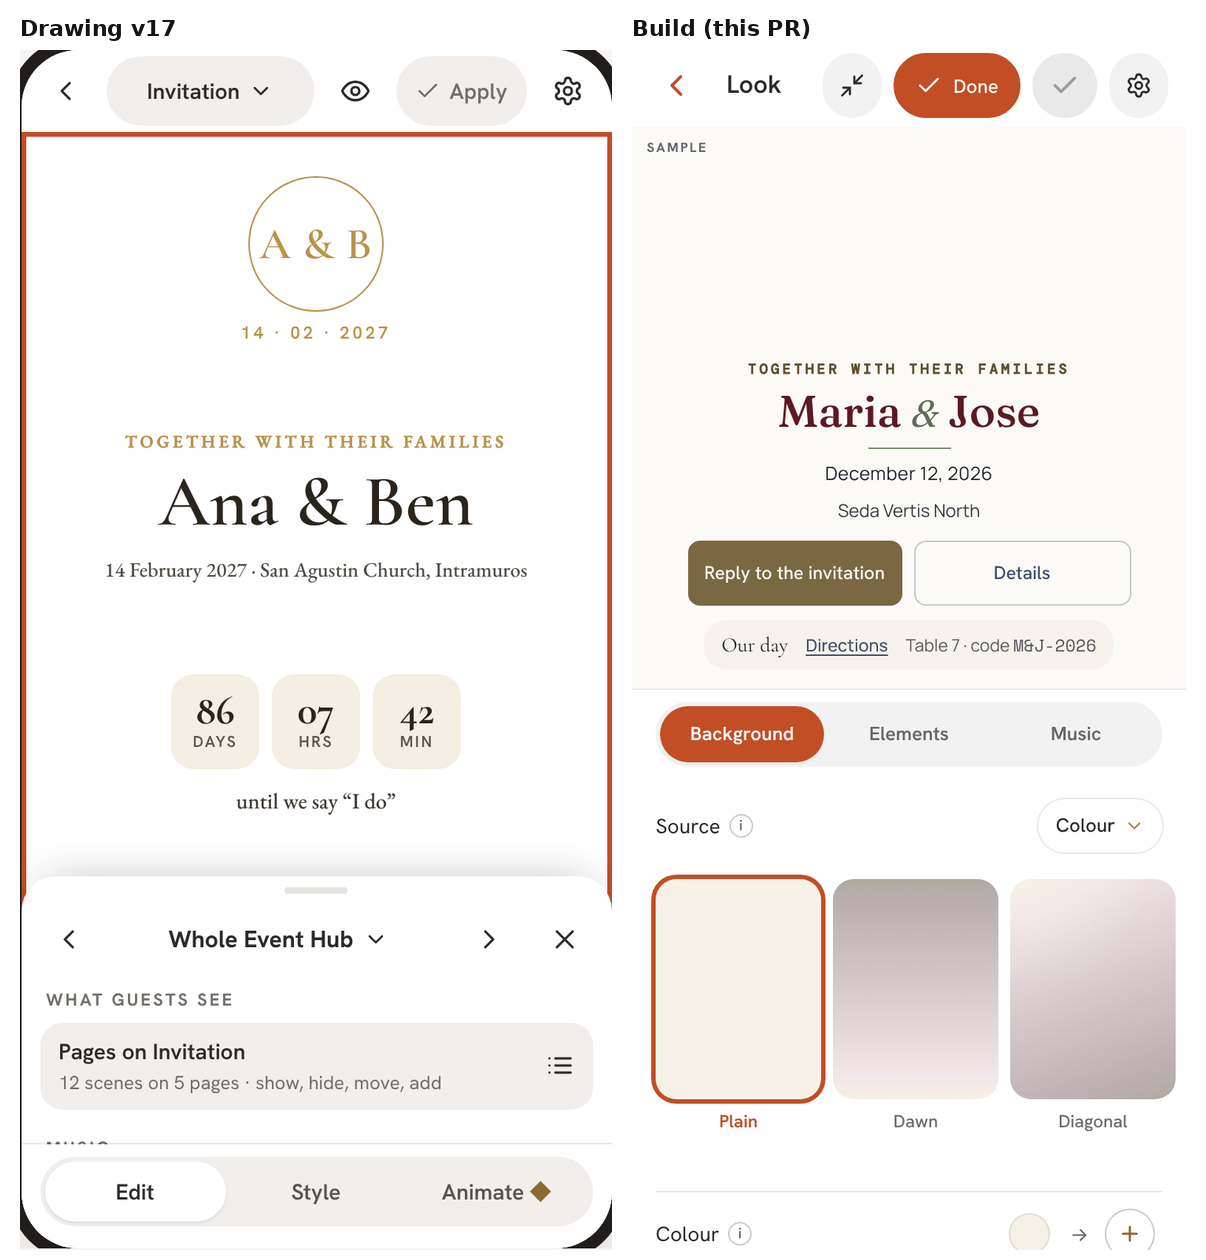 Drawing v17
Invitation
Apply
A & B
14 · 02 · 2027
TOGETHER WITH THEIR FAMILIES
Ana & Ben
14 February 2027 · San Agustin Church, Intramuros
86
DAYS
07
HRS
42
MIN
until we say “I do”
Whole Event Hub
WHAT GUESTS SEE
Pages on Invitation
12 scenes on 5 pages · show, hide, move, add
Edit
Style
Animate
Build (this PR)
Look
Done
SAMPLE
TOGETHER WITH THEIR FAMILIES
Maria & Jose
December 12, 2026
Seda Vertis North
Reply to the invitation
Details
Our day Directions Table 7 · code M&J-2026
Background
Elements
Music
Source
Colour
Plain
Dawn
Diagonal
Colour